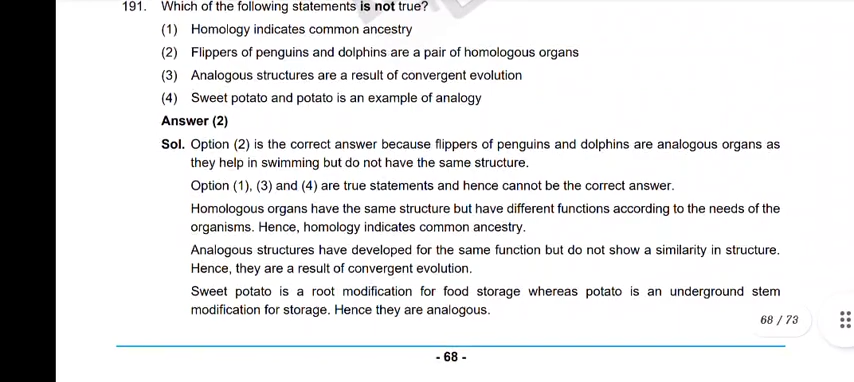 191. Which of the following statements is not true?
(1) Homology indicates common ancestry
(2) Flippers of penguins and dolphins are a pair of homologous organs
(3) Analogous structures are a result of convergent evolution
(4) Sweet potato and potato is an example of analogy
Answer (2)
Sol. Option (2) is the correct answer because flippers of penguins and dolphins are analogous organs as
they help in swimming but do not have the same structure.
Option (1), (3) and (4) are true statements and hence cannot be the correct answer.
Homologous organs have the same structure but have different functions according to the needs of the
organisms. Hence, homology indicates common ancestry.
Analogous structures have developed for the same function but do not show a similarity in structure.
Hence, they are a result of convergent evolution.
Sweet potato is a root modification for food storage whereas potato is an underground stem
modification for storage. Hence they are analogous.
68 / 73
- 68 -